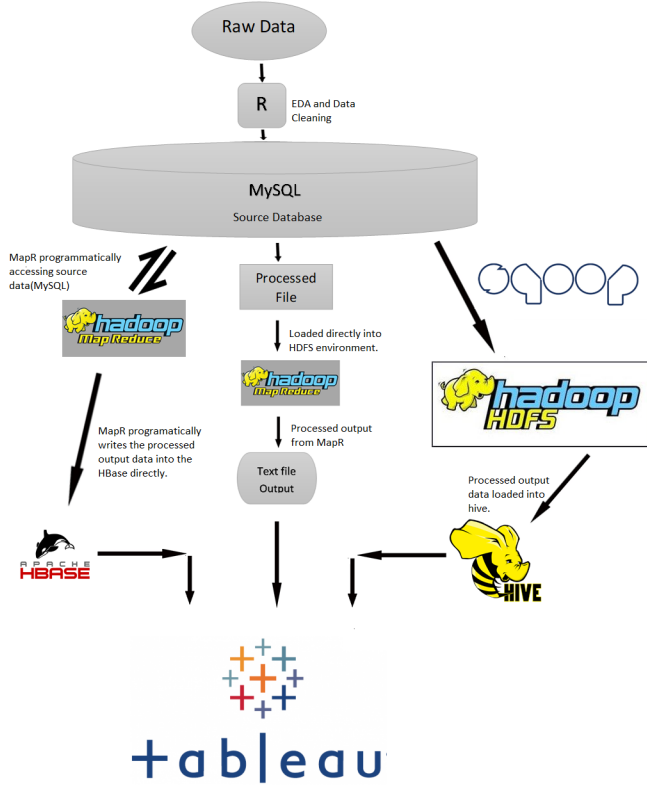 Raw Data
R
EDA and Data
Cleaning
MySQL
Source Database
MapR programmatically
accessing source
data(MySQL)
hadoop
Map Reduce
Processed
File
sqoop
Loaded directly into
HDFS environment.
hadoop
Map Reduce
hadoop
HDFS
MapR programatically
writes the processed
output data into the
HBase directly.
Processed output
from MapR
Text file
Output
Processed output
data loaded into
hive.
APACHE
HBASE
HIVE
+ableau